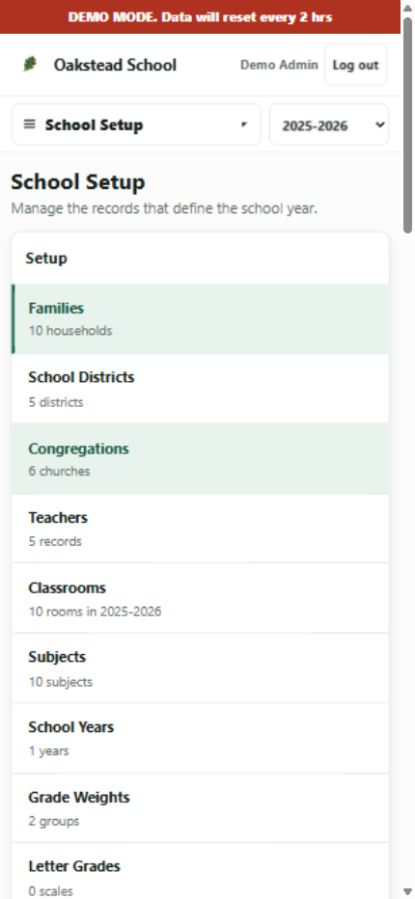 DEMO MODE. Data will reset every 2 hrs
Oakstead School
Demo Admin
Log out
School Setup
2025-2026
School Setup
Manage the records that define the school year.
Setup
Families
10 households
School Districts
5 districts
Congregations
6 churches
Teachers
5 records
Classrooms
10 rooms in 2025-2026
Subjects
10 subjects
School Years
1 years
Grade Weights
2 groups
Letter Grades
0 scales